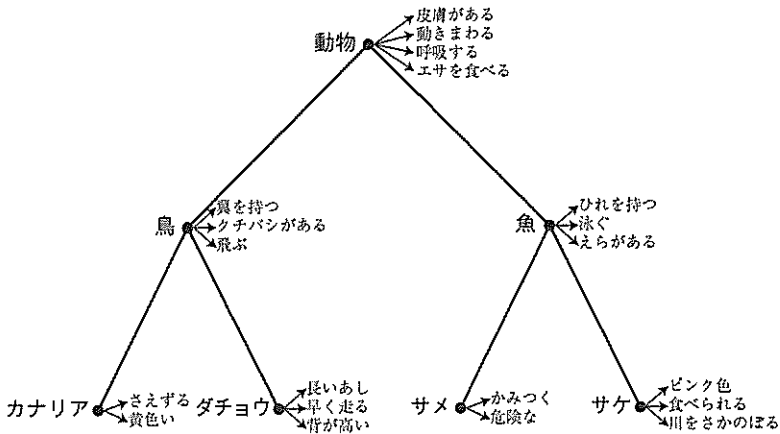 動物
皮膚がある
動きまわる
呼吸する
エサを食べる
鳥
翼を持つ
クチバシがある
飛ぶ
魚
ひれを持つ
泳ぐ
えらがある
カナリア
さえずる
黄色い
ダチョウ
長いあし
早く走る
背が高い
サメ
かみつく
危険な
サケ
ピンク色
食べられる
川をさかのぼる